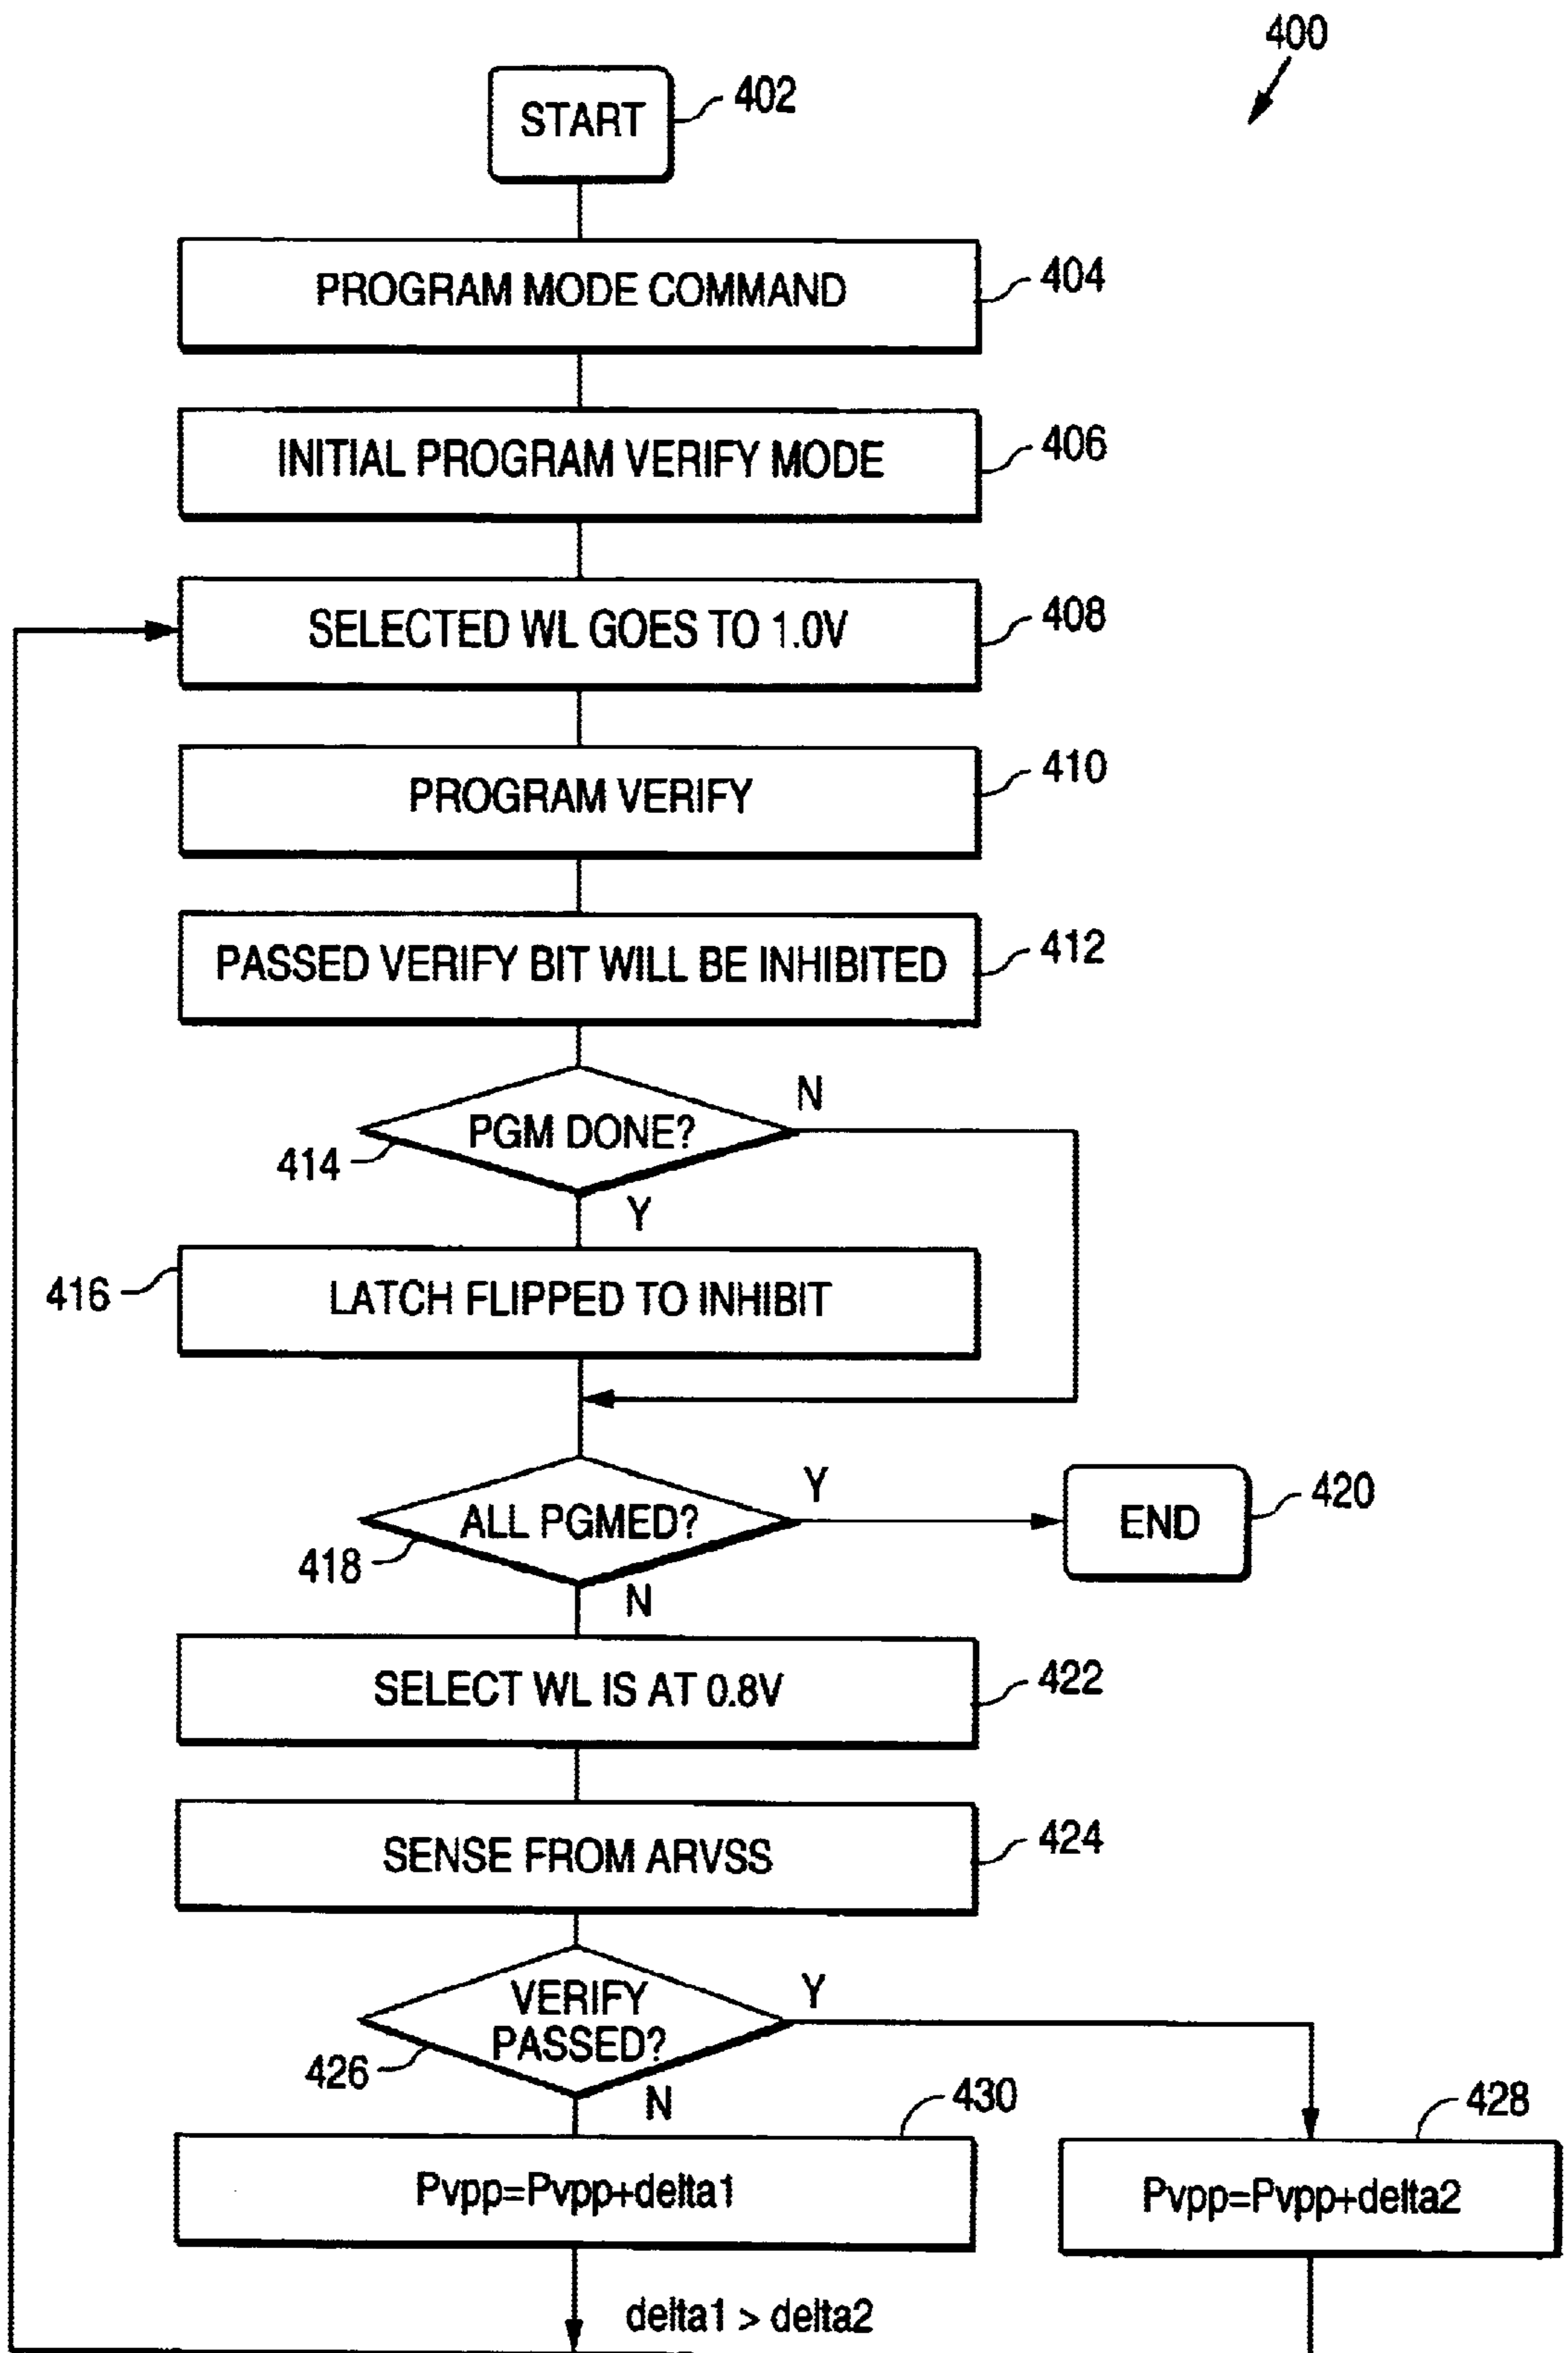 400
START
402
PROGRAM MODE COMMAND
404
INITIAL PROGRAM VERIFY MODE
406
SELECTED WL GOES TO 1.0V
408
PROGRAM VERIFY
410
PASSED VERIFY BIT WILL BE INHIBITED
412
PGM DONE?
N
414
Y
416
LATCH FLIPPED TO INHIBIT
ALL PGMED?
Y
END
420
418
N
SELECT WL IS AT 0.8V
422
SENSE FROM ARVSS
424
VERIFY
PASSED?
Y
426
N
430
428
Pvpp=Pvpp+delta1
Pvpp=Pvpp+delta2
delta1 > delta2